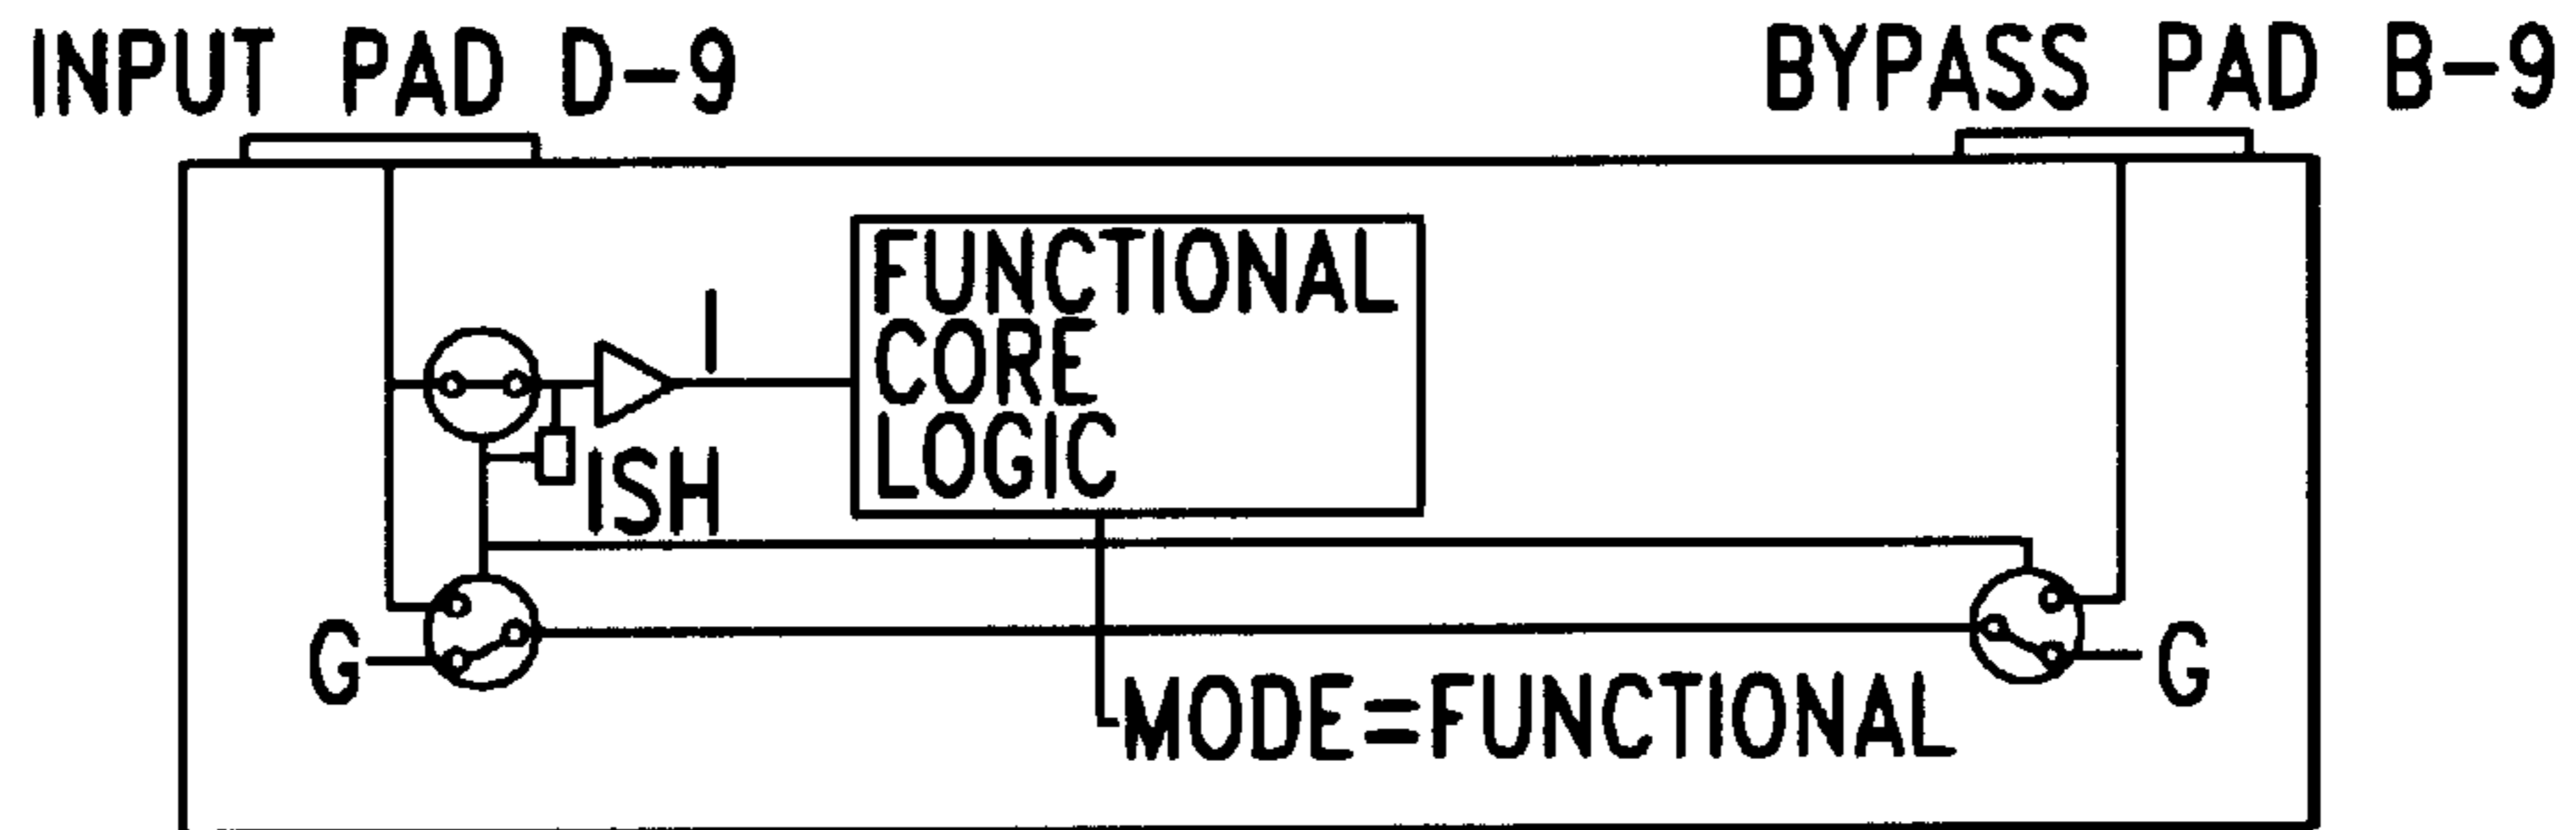 INPUT PAD D-9
BYPASS PAD B-9
FUNCTIONAL
CORE
LOGIC
I
ISH
G
G
MODE=FUNCTIONAL